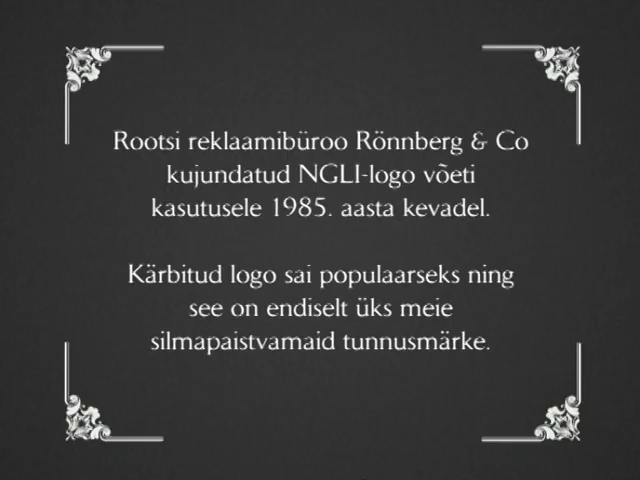 Rootsi reklaamibüroo Rönnberg & Co
kujundatud NGLI-logo võeti
kasutusele 1985. aasta kevadel.
Kärbitud logo sai populaarseks ning
see on endiselt üks meie
silmapaistvamaid tunnusmärke.